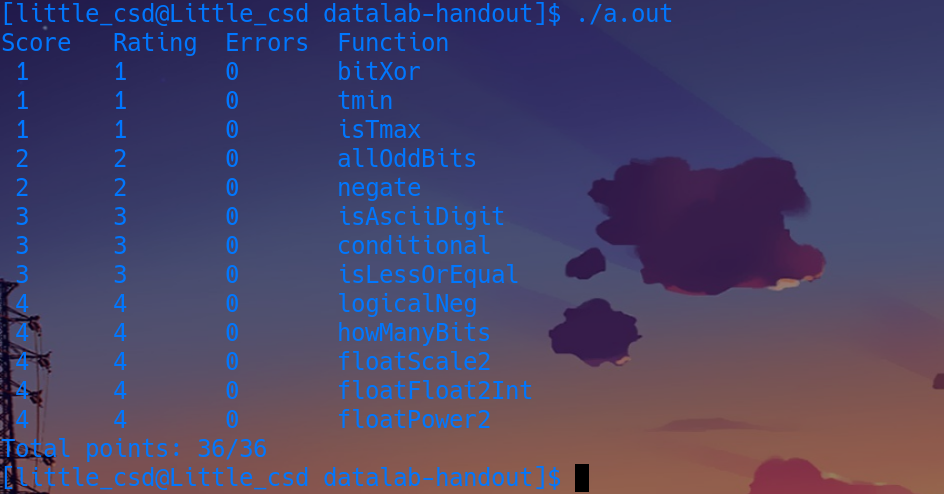 [little_csd@Little_csd datalab-handout]$ ./a.out
Score Rating Errors Function
1 1 0 bitXor
1 1 0 tmin
1 1 0 isTmax
2 2 0 allOddBits
2 2 0 negate
3 3 0 isAsciiDigit
3 3 0 conditional
3 3 0 isLessOrEqual
4 4 0 logicalNeg
4 4 0 howManyBits
4 4 0 floatScale2
4 4 0 floatFloat2Int
4 4 0 floatPower2
Total points: 36/36
[little_csd@Little_csd datalab-handout]$